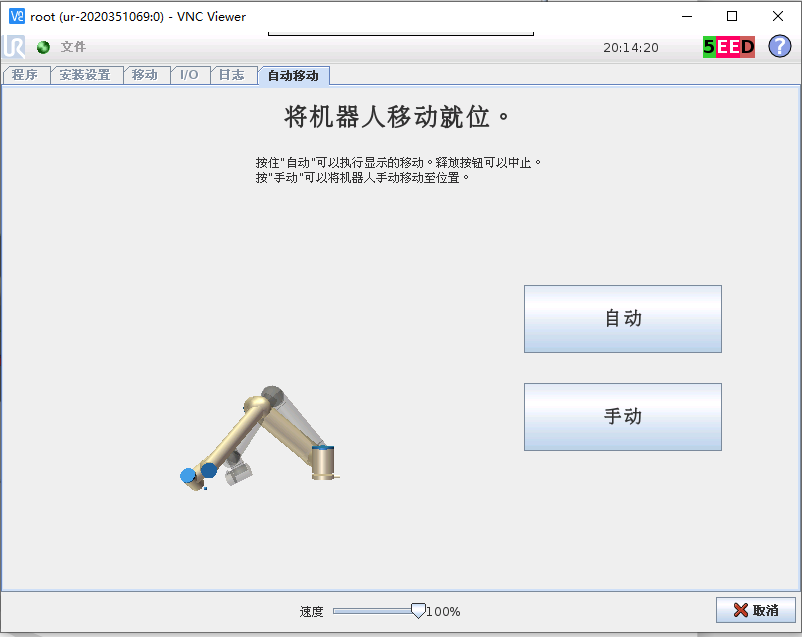 V2 root (ur-2020351069:0) - VNC Viewer
UR 文件 20:14:20 5EED ?
程序 安装设置 移动 I/O 日志 自动移动
将机器人移动就位。
按住"自动"可以执行显示的移动。释放按钮可以中止。
按"手动"可以将机器人手动移动至位置。
自动
手动
速度 100% 取消